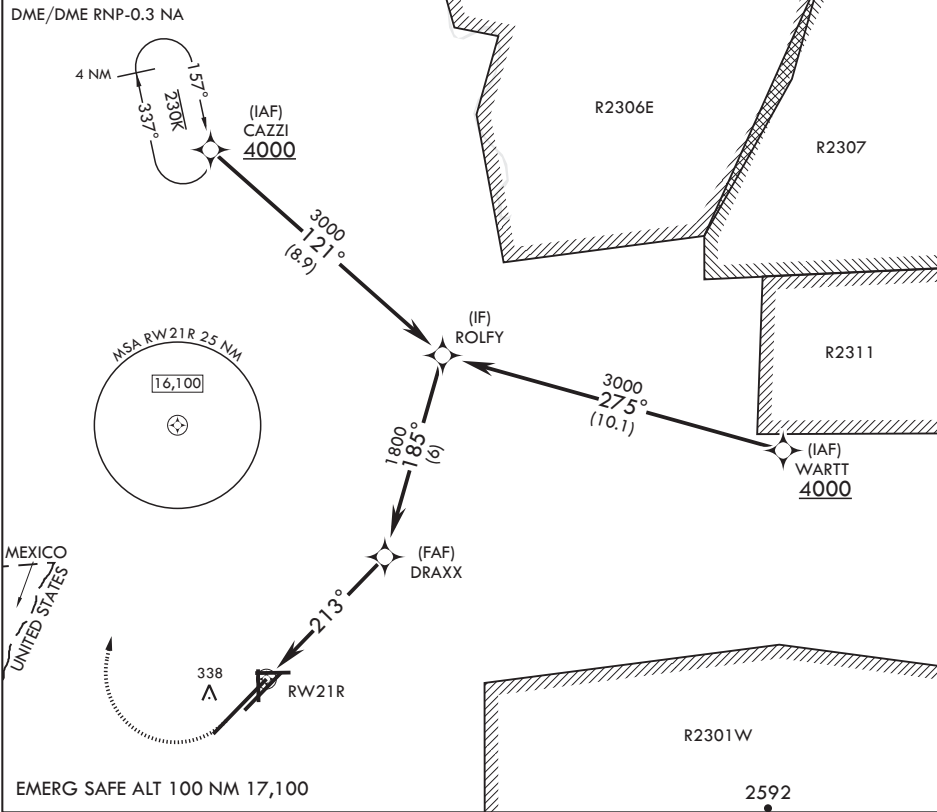 DME/DME RNP-0.3 NA
4 NM
157°
337°
230K
(IAF)
CAZZI
4000
R2306E
R2307
3000
121°
(8.9)
(IF)
ROLFY
MSA RW21R 25 NM
16,100
R2311
3000
275°
(10.1)
1800
185°
(6)
(IAF)
WARTT
4000
MEXICO
UNITED STATES
(FAF)
DRAXX
213°
338
RW21R
R2301W
EMERG SAFE ALT 100 NM 17,100
2592